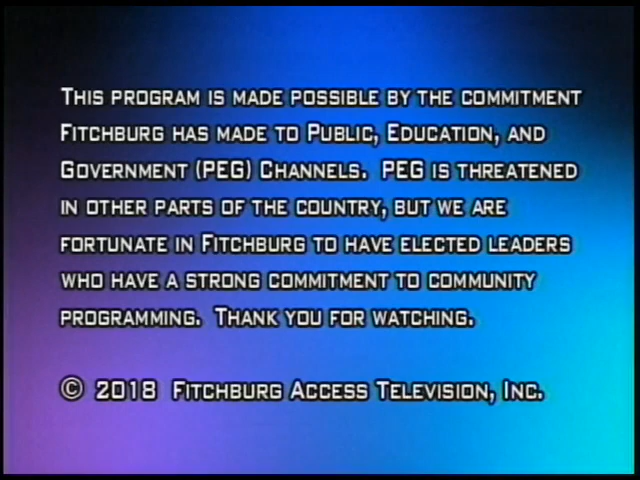 This program is made possible by the commitment
Fitchburg has made to Public, Education, and
Government (PEG) Channels.  PEG is threatened
in other parts of the country, but we are
fortunate in Fitchburg to have elected leaders
who have a strong commitment to community
programming.  Thank you for watching.
© 2018  Fitchburg Access Television, Inc.